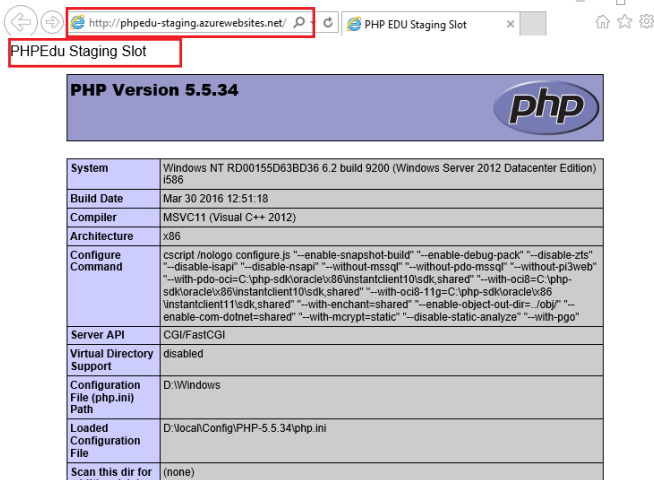 http://phpedu-staging.azurewebsites.net/
PHP EDU Staging Slot
PHPEdu Staging Slot
PHP Version 5.5.34
php
System Windows NT RD00155D63BD36 6.2 build 9200 (Windows Server 2012 Datacenter Edition)
i586
Build Date Mar 30 2016 12:51:18
Compiler MSVC11 (Visual C++ 2012)
Architecture x86
Configure cscript /nologo configure.js "--enable-snapshot-build" "--enable-debug-pack" "--disable-zts"
Command "--disable-isapi" "--disable-nsapi" "--without-mssql" "--without-pdo-mssql" "--without-pi3web"
"--with-pdo-oci=C:\php-sdk\oracle\x86\instantclient10\sdk,shared" "--with-oci8=C:\php-
sdk\oracle\x86\instantclient10\sdk,shared" "--with-oci8-11g=C:\php-sdk\oracle\x86
\instantclient11\sdk,shared" "--with-enchant=shared" "--enable-object-out-dir=../obj/" "--
enable-com-dotnet=shared" "--with-mcrypt=static" "--disable-static-analyze" "--with-pgo"
Server API CGI/FastCGI
Virtual Directory disabled
Support
Configuration D:\Windows
File (php.ini)
Path
Loaded D:\local\Config\PHP-5.5.34\php.ini
Configuration
File
Scan this dir for (none)